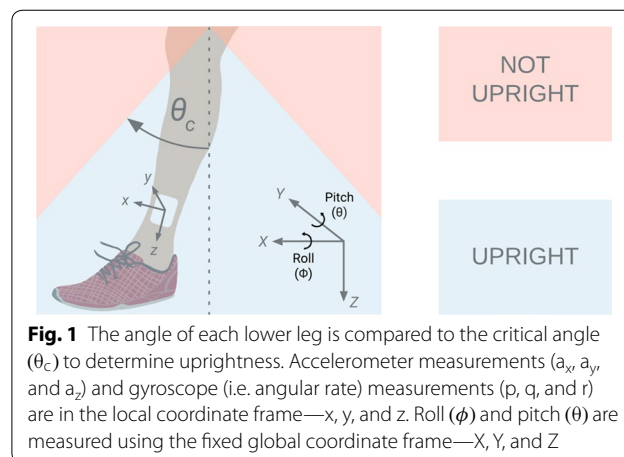 NOT
UPRIGHT
θc
y
x
z
Y
Pitch
(θ)
X
Roll
(Φ)
Z
UPRIGHT
Fig. 1 The angle of each lower leg is compared to the critical angle
(θc) to determine uprightness. Accelerometer measurements (ax, ay,
and az) and gyroscope (i.e. angular rate) measurements (p, q, and r)
are in the local coordinate frame—x, y, and z. Roll (ϕ) and pitch (θ) are
measured using the fixed global coordinate frame—X, Y, and Z